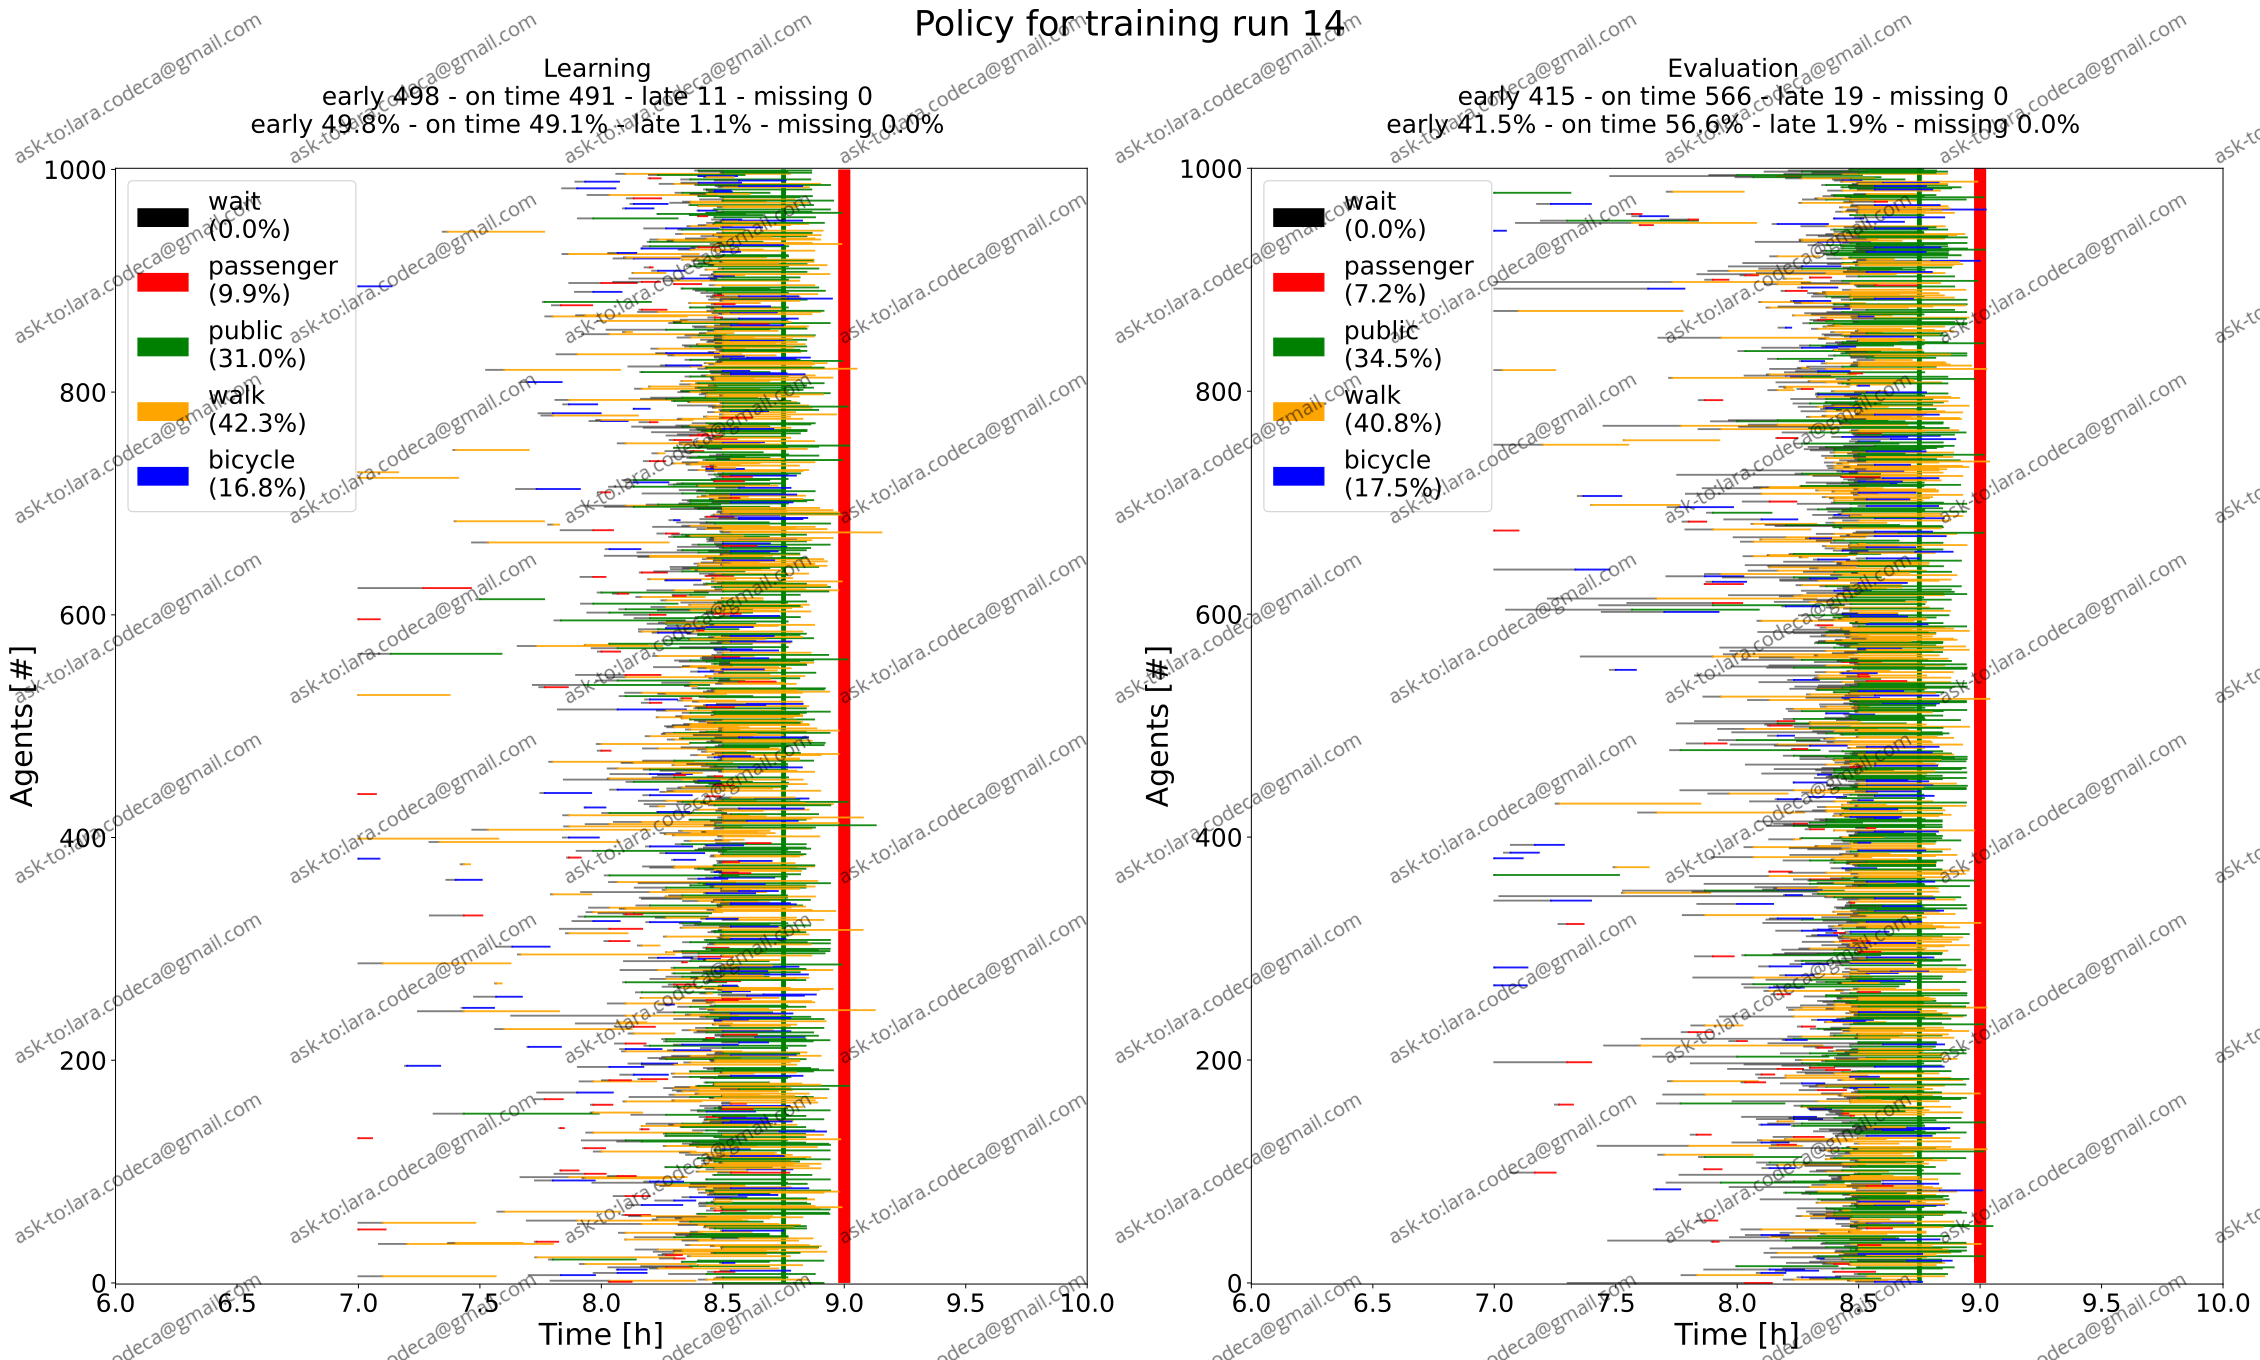 Policy for training run 14
Learning
early 498 - on time 491 - late 11 - missing 0
early 49.8% - on time 49.1% - late 1.1% - missing 0.0%
1000
800
600
400
200
0
Agents [#]
wait
(0.0%)
passenger
(9.9%)
public
(31.0%)
walk
(42.3%)
bicycle
(16.8%)
6.0 6.5 7.0 7.5 8.0 8.5 9.0 9.5 10.0
Time [h]
Evaluation
early 415 - on time 566 - late 19 - missing 0
early 41.5% - on time 56.6% - late 1.9% - missing 0.0%
1000
800
600
400
200
0
Agents [#]
wait
(0.0%)
passenger
(7.2%)
public
(34.5%)
walk
(40.8%)
bicycle
(17.5%)
6.0 6.5 7.0 7.5 8.0 8.5 9.0 9.5 10.0
Time [h]
ask-to:lara.codeca@gmail.com